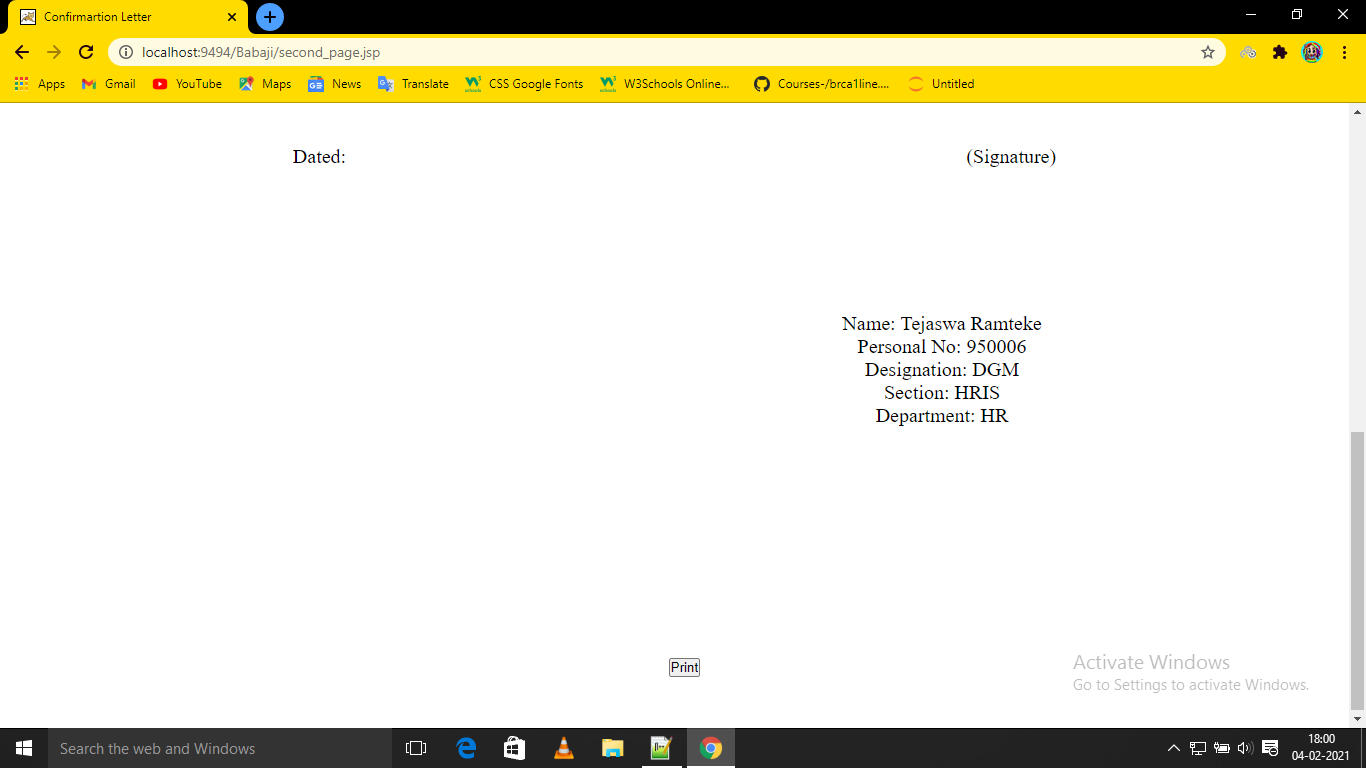 Confirmartion Letter
localhost:9494/Babaji/second_page.jsp
Apps Gmail YouTube Maps News Translate CSS Google Fonts W3Schools Online... Courses-/brca1line.... Untitled
Dated: (Signature)
Name: Tejaswa Ramteke
Personal No: 950006
Designation: DGM
Section: HRIS
Department: HR
Print
Activate Windows
Go to Settings to activate Windows.
Search the web and Windows
18:00
04-02-2021